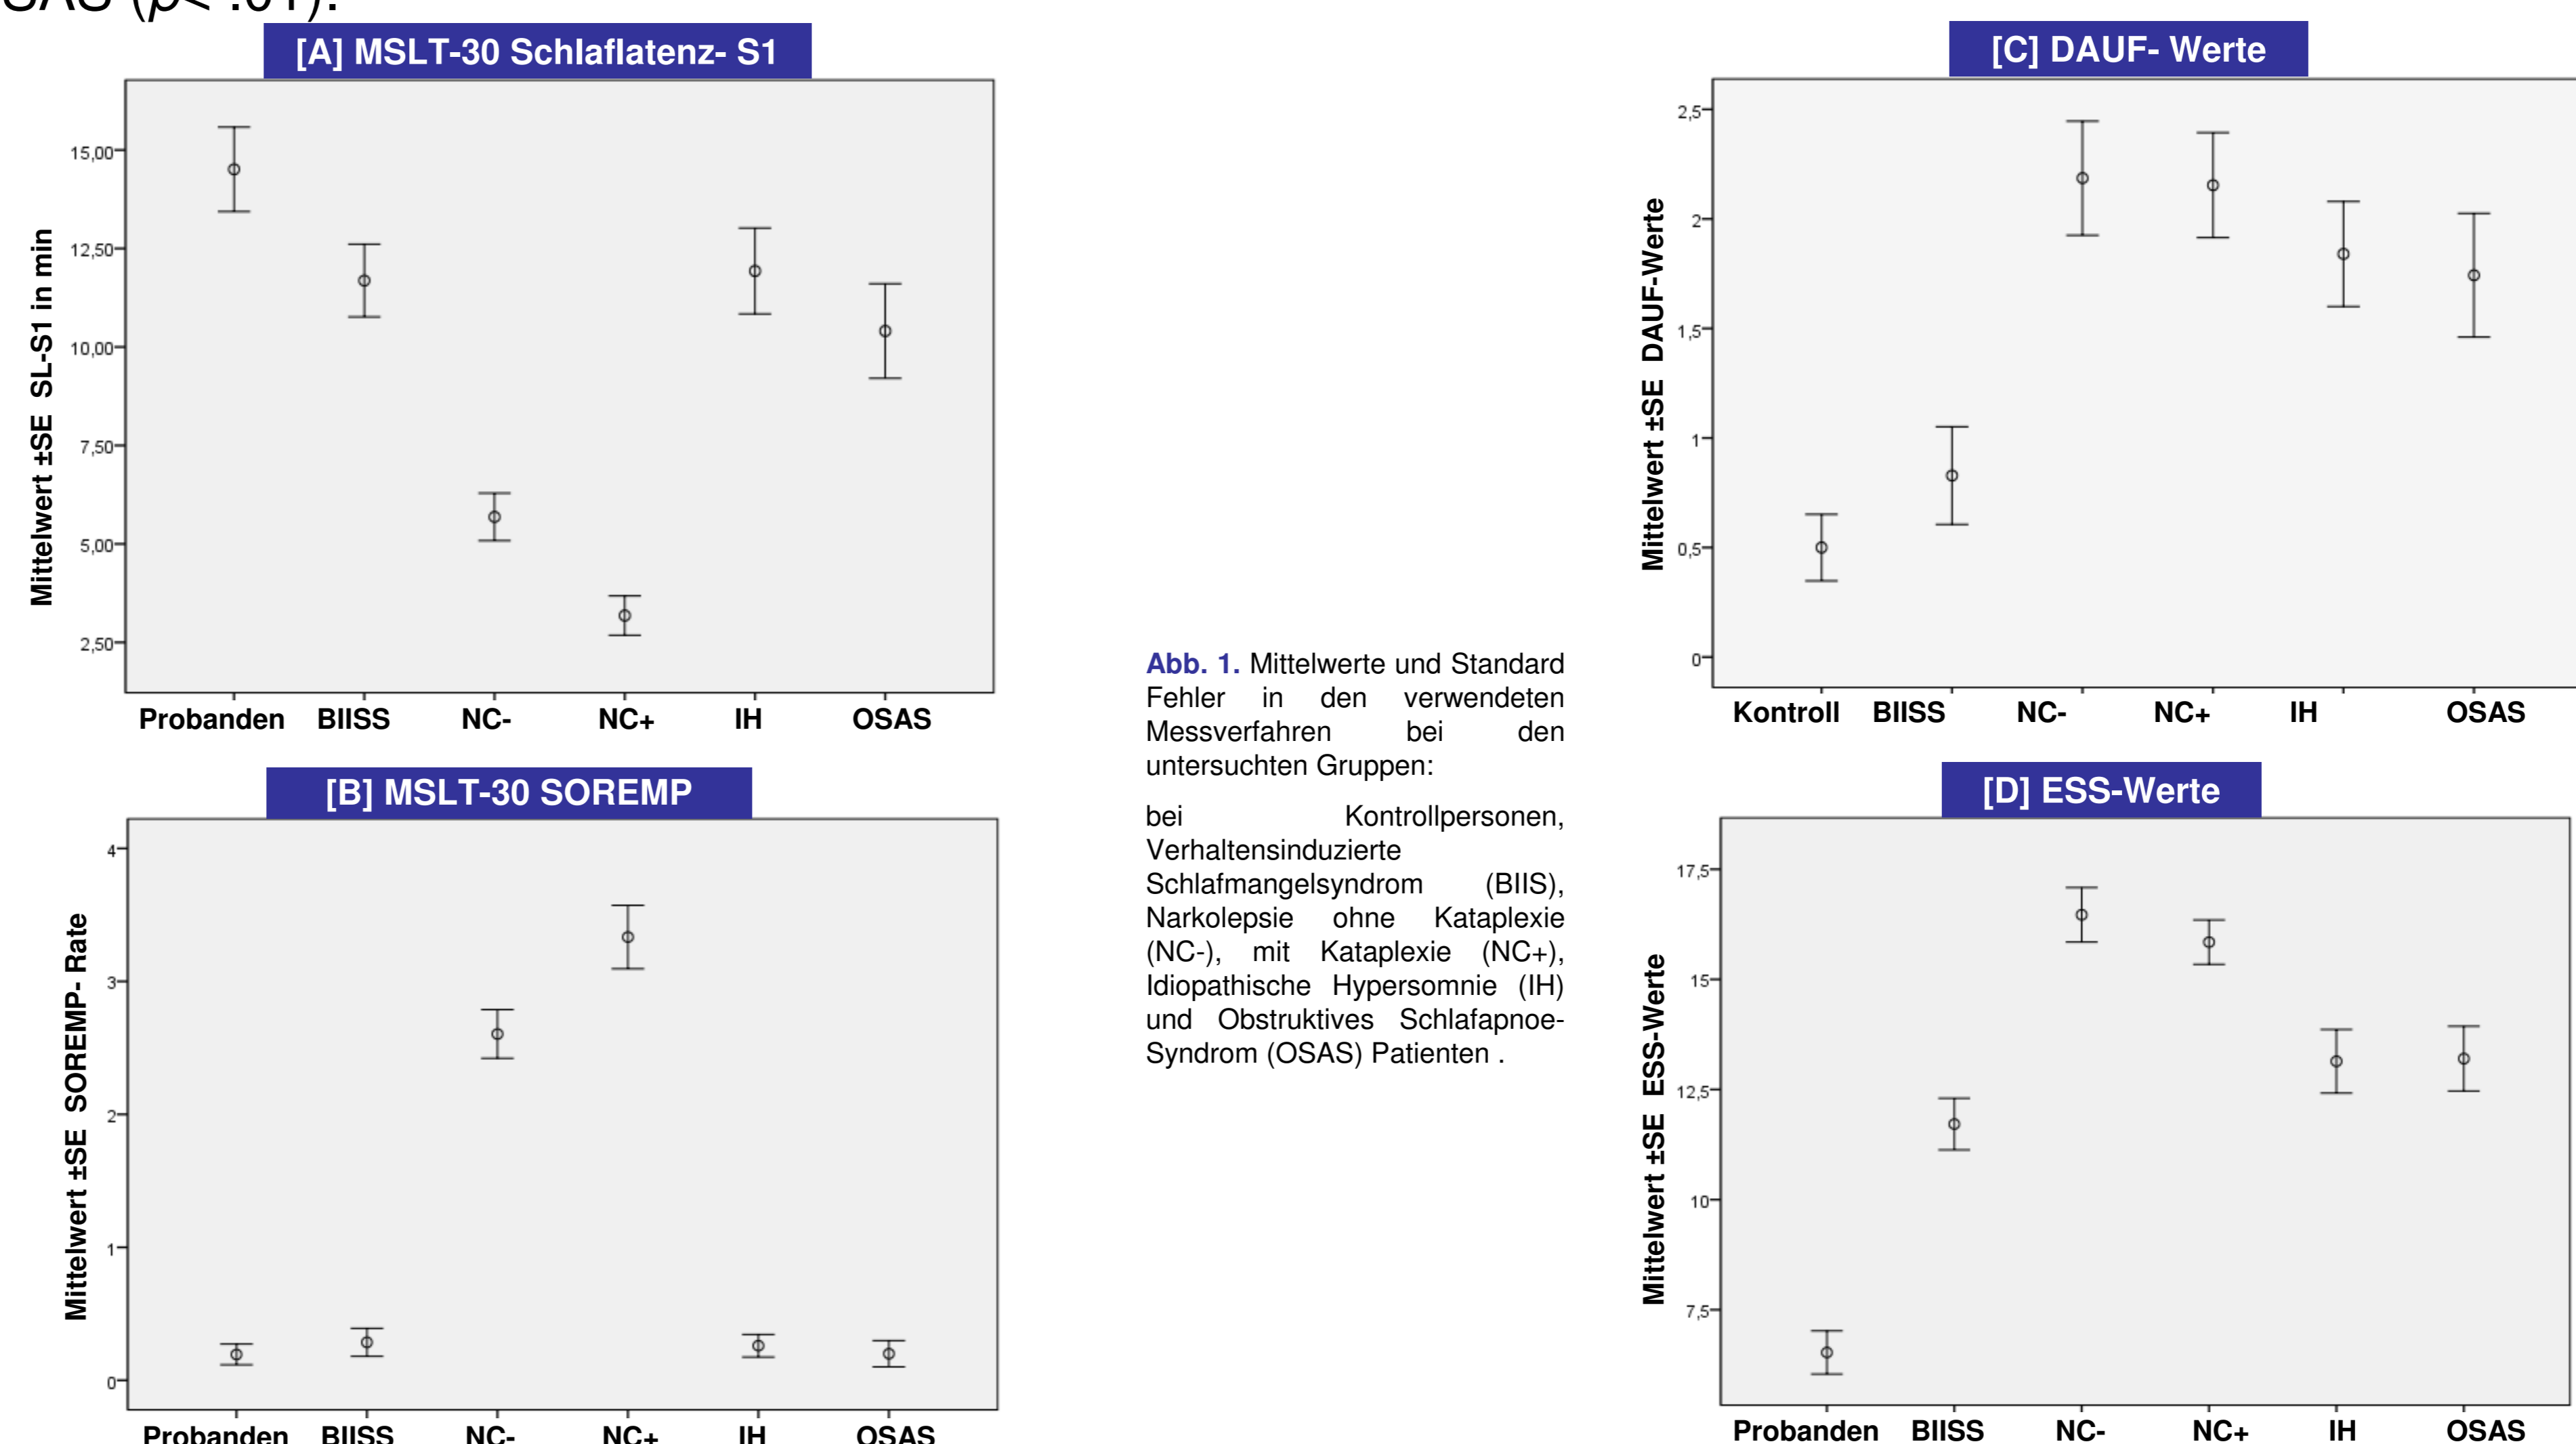 SAS (p< .01).
[A] MSLT-30 Schlaflatenz- S1
Mittelwert ±SE SL-S1 in min
15,00
12,50
10,00
7,50
5,00
2,50
Probanden BIISS NC- NC+ IH OSAS
[B] MSLT-30 SOREMP
Mittelwert ±SE SOREMP- Rate
4
3
2
1
0
Probanden BIISS NC- NC+ IH OSAS
Abb. 1. Mittelwerte und Standard
Fehler in den verwendeten
Messverfahren bei den
untersuchten Gruppen:
bei Kontrollpersonen,
Verhaltensinduzierte
Schlafmangelsyndrom (BIIS),
Narkolepsie ohne Kataplexie
(NC-), mit Kataplexie (NC+),
Idiopathische Hypersomnie (IH)
und Obstruktives Schlafapnoe-
Syndrom (OSAS) Patienten .
[C] DAUF- Werte
Mittelwert ±SE DAUF-Werte
2,5
2
1,5
1
0,5
0
Kontroll BIISS NC- NC+ IH OSAS
[D] ESS-Werte
Mittelwert ±SE ESS-Werte
17,5
15
12,5
10
7,5
Probanden BIISS NC- NC+ IH OSAS